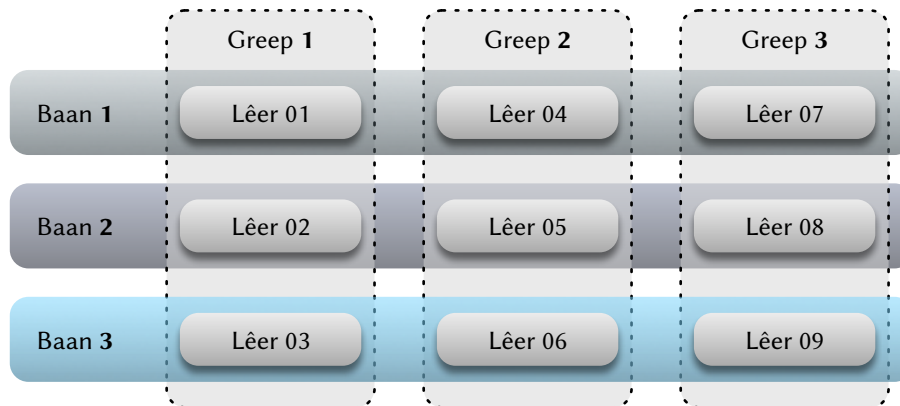 Greep 1 Greep 2 Greep 3
Baan 1 Lêer 01 Lêer 04 Lêer 07
Baan 2 Lêer 02 Lêer 05 Lêer 08
Baan 3 Lêer 03 Lêer 06 Lêer 09